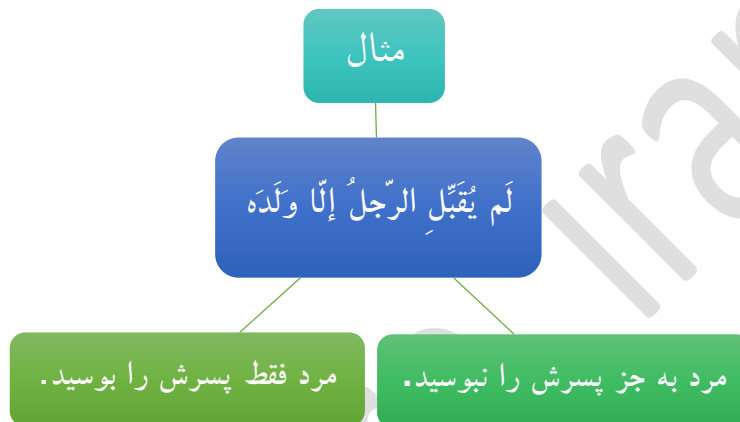 مثال
لَم يُقَبِّلِ الرّجلُ إلّا وَلَدَه
مرد به جز پسرش را نبوسید.
مرد فقط پسرش را بوسید.